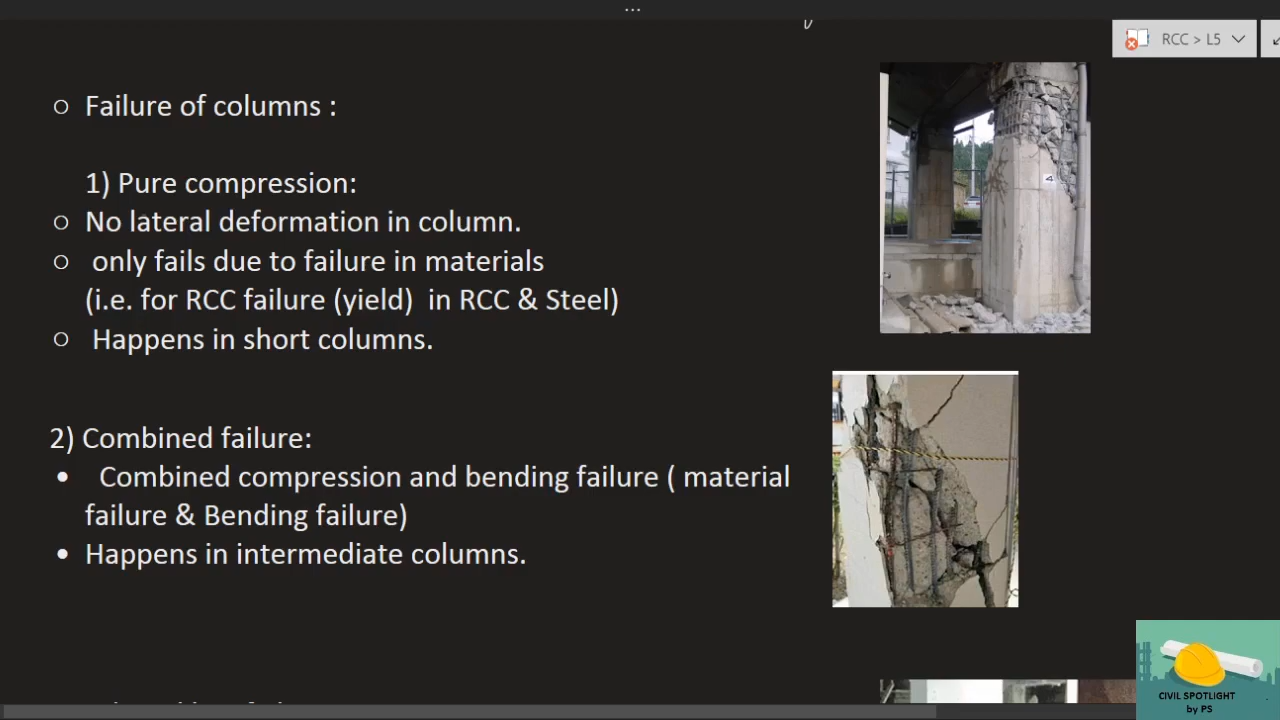 ...
RCC > L5
Failure of columns :
1) Pure compression:
No lateral deformation in column.
only fails due to failure in materials
(i.e. for RCC failure (yield) in RCC & Steel)
Happens in short columns.
4
2) Combined failure:
Combined compression and bending failure ( material
failure & Bending failure)
Happens in intermediate columns.
CIVIL SPOTLIGHT
by PS